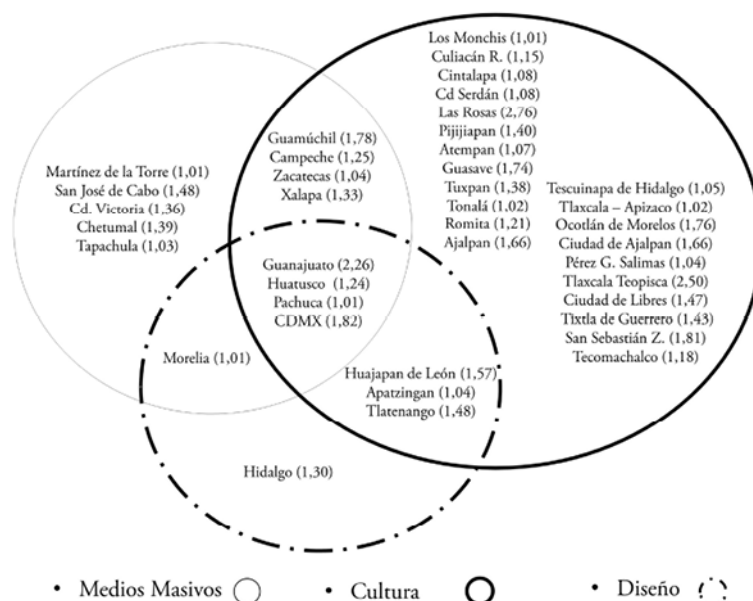 Los Monchis (1,01)
Culiacán R. (1,15)
Cintalapa (1,08)
Cd Serdán (1,08)
Las Rosas (2,76)
Pijijiapan (1,40)
Atempan (1,07)
Guasave (1,74)
Tuxpan (1,38)
Tonalá (1,02)
Romita (1,21)
Ajalpan (1,66)
Guamúchil (1,78)
Campeche (1,25)
Zacatecas (1,04)
Xalapa (1,33)
Martínez de la Torre (1,01)
San José de Cabo (1,48)
Cd. Victoria (1,36)
Chetumal (1,39)
Tapachula (1,03)
Tescuinapa de Hidalgo (1,05)
Tlaxcala – Apizaco (1,02)
Ocotlán de Morelos (1,76)
Ciudad de Ajalpan (1,66)
Pérez G. Salimas (1,04)
Tlaxcala Teopisca (2,50)
Ciudad de Libres (1,47)
Tixtla de Guerrero (1,43)
San Sebastián Z. (1,81)
Tecomachalco (1,18)
Guanajuato (2,26)
Huatusco (1,24)
Pachuca (1,01)
CDMX (1,82)
Morelia (1,01)
Huajapan de León (1,57)
Apatzingan (1,04)
Tlatenango (1,48)
Hidalgo (1,30)
• Medios Masivos • Cultura • Diseño